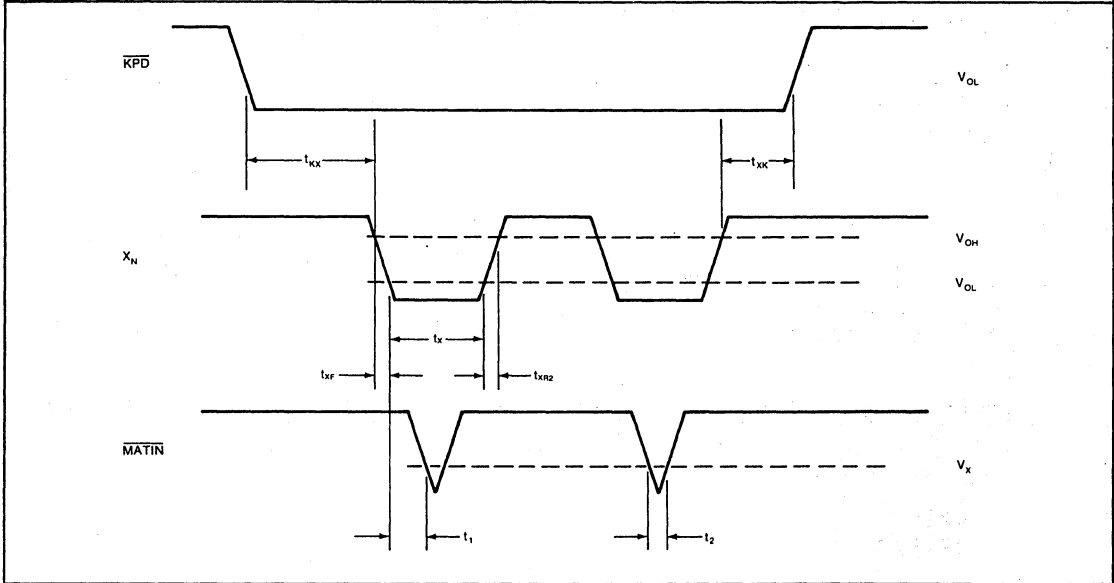 KPD
V_OL
t_KX
t_XK
X_N
V_OH
V_OL
t_X
t_XF
t_XR2
MATIN
V_X
t_1
t_2